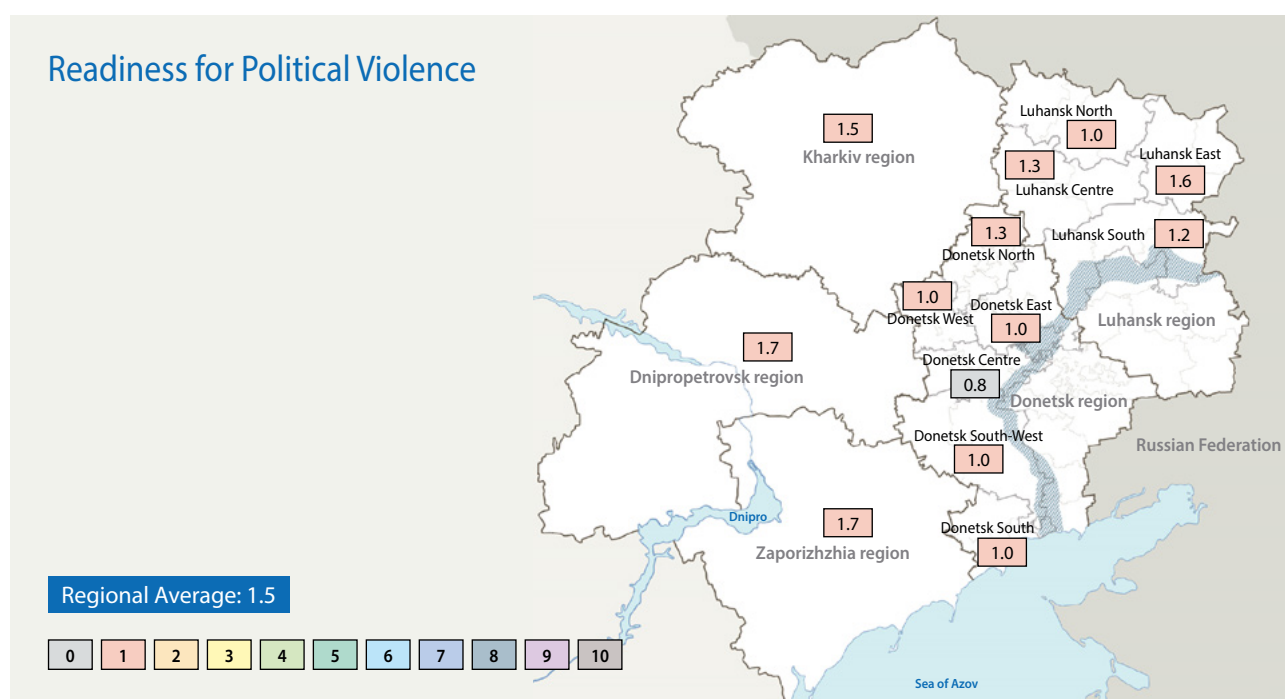 Readiness for Political Violence
1.5
Kharkiv region
Luhansk North
1.0
Luhansk East
1.6
1.3
Luhansk Centre
Luhansk South
1.2
1.3
Donetsk North
1.0
Donetsk West
Donetsk East
1.0
Luhansk region
1.7
Dnipropetrovsk region
Donetsk Centre
0.8
Donetsk region
Donetsk South-West
1.0
Russian Federation
Dnipro
1.7
Zaporizhzhia region
Donetsk South
1.0
Regional Average: 1.5
0 1 2 3 4 5 6 7 8 9 10
Sea of Azov